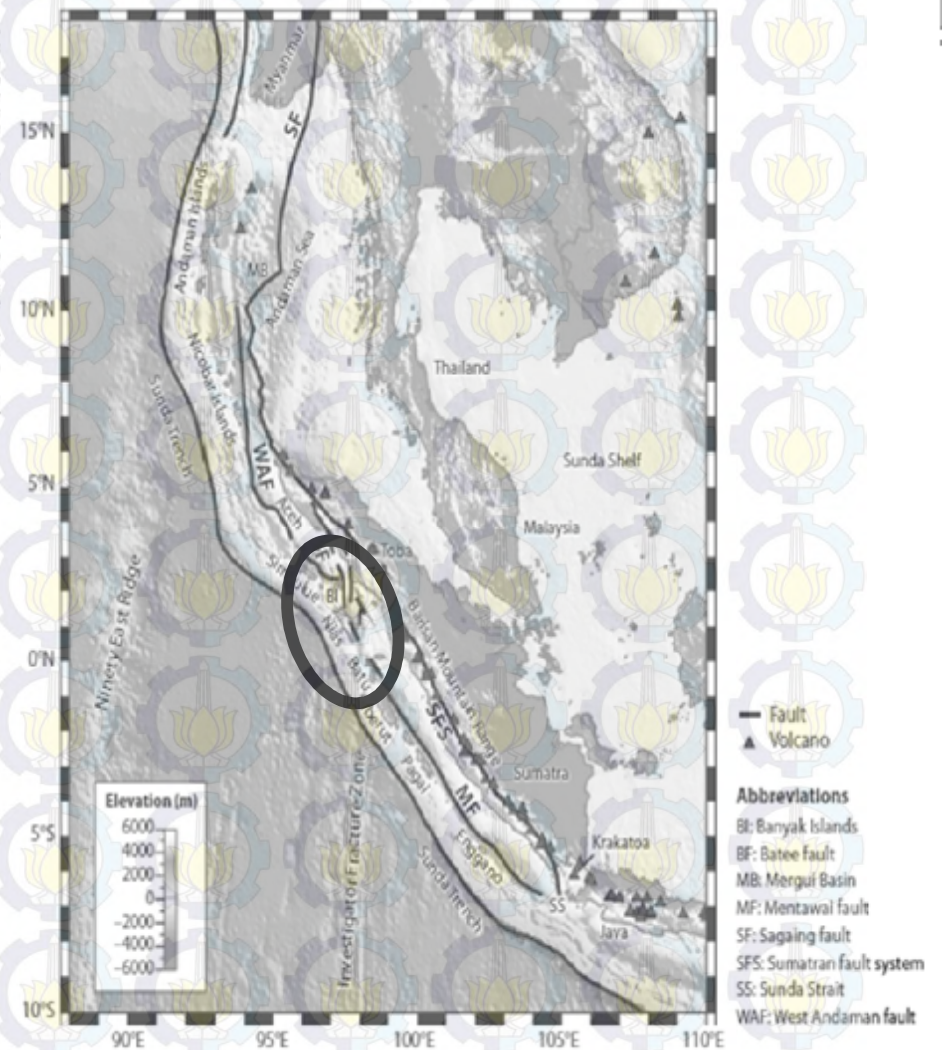 Myanmar
SF
15°N
Andaman Islands
MB
Andaman Sea
10°N
Nicobar Islands
Thailand
Sunda Trench
WAF
Sunda Shelf
5°N
Aceh
Malaysia
Toba
Simeulue
BI
Ninety East Ridge
Nias
Barisan Mountain Range
0°N
Batu
SFS
Fault
Volcano
Pagai
Sumatra
Elevation (m)
MF
Abbreviations
6000
BI: Banyak Islands
4000
Krakatoa
BF: Batee fault
5°S
2000
Enggano
MB: Mergui Basin
0
Investigator Fracture Zone
Sunda Trench
SS
MF: Mentawai fault
-2000
Java
SF: Sagaing fault
-4000
SFS: Sumatran fault system
-6000
SS: Sunda Strait
10°S
WAF: West Andaman fault
90°E 95°E 100°E 105°E 110°E